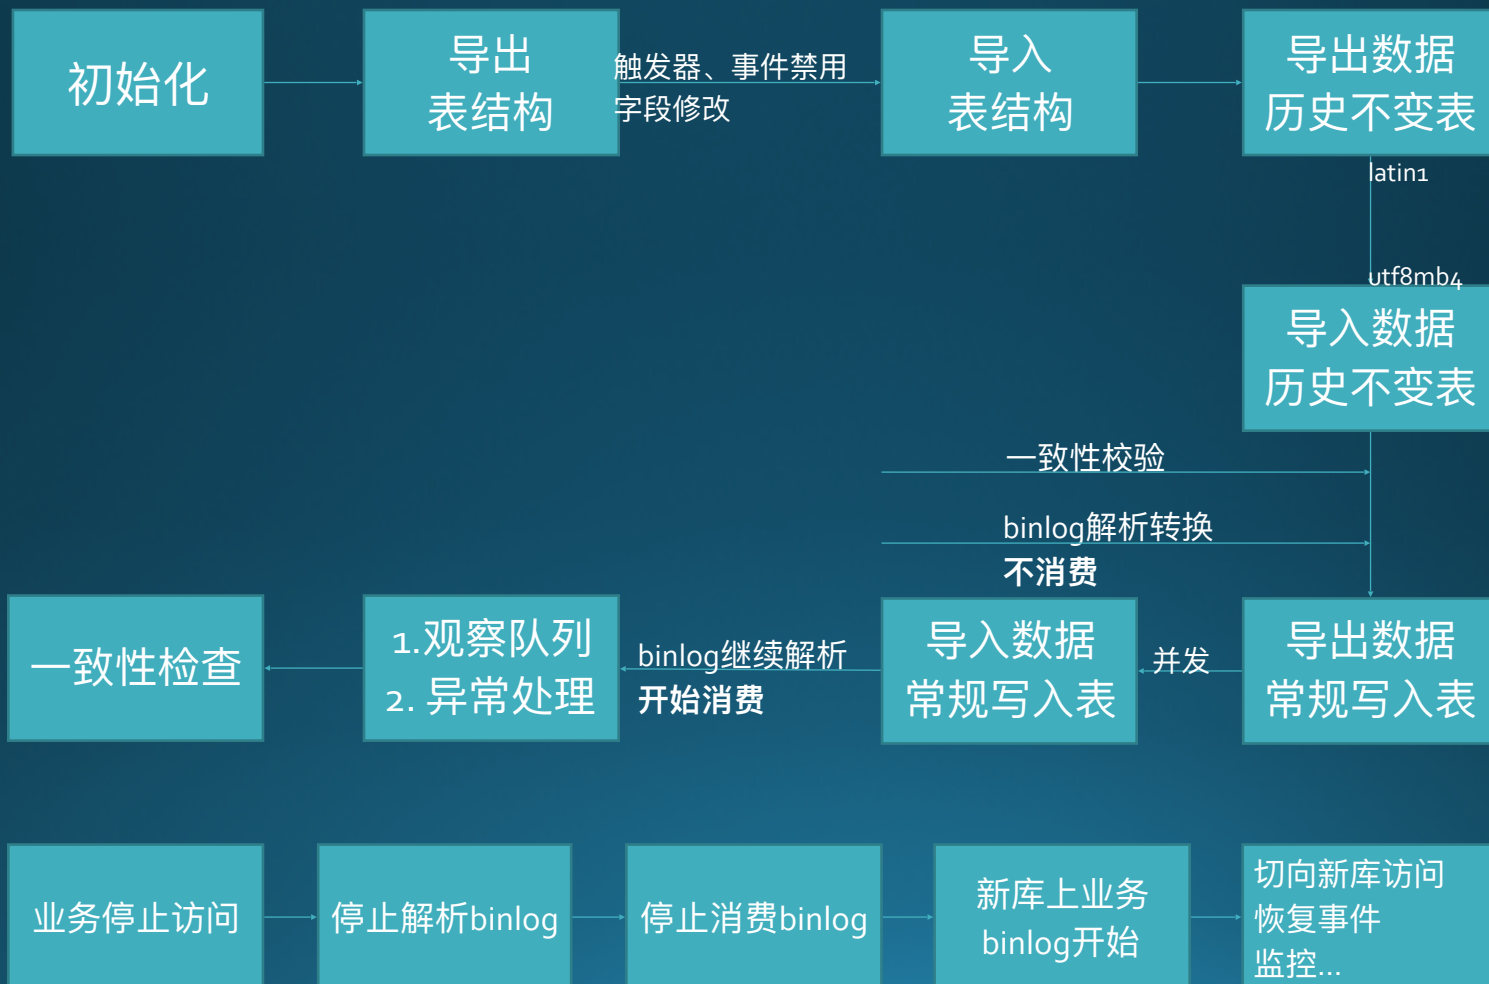 初始化
导出
表结构
触发器、事件禁用
字段修改
导入
表结构
导出数据
历史不变表
latin1
utf8mb4
导入数据
历史不变表
一致性校验
binlog解析转换
不消费
导出数据
常规写入表
并发
导入数据
常规写入表
binlog继续解析
开始消费
1.观察队列
2. 异常处理
一致性检查
业务停止访问
停止解析binlog
停止消费binlog
新库上业务
binlog开始
切向新库访问
恢复事件
监控...